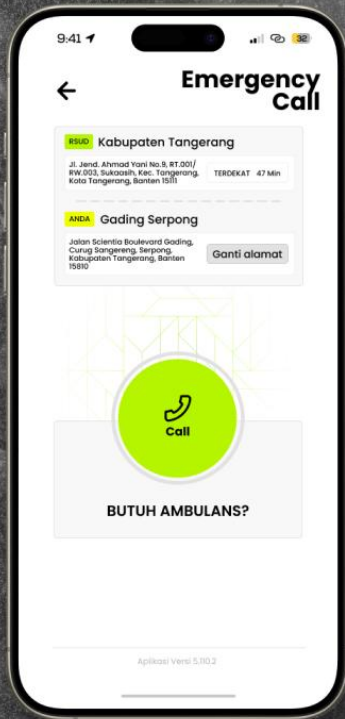 9:41
32
Emergency
Call
RSUD Kabupaten Tangerang
Jl. Jend. Ahmad Yani No.9, RT.001/
RW.003, Sukaasih, Kec. Tangerang,
Kota Tangerang, Banten 15111
TERDEKAT 47 Min
ANDA Gading Serpong
Jalan Scientia Boulevard Gading,
Curug Sangereng, Serpong,
Kabupaten Tangerang, Banten
15810
Ganti alamat
Call
BUTUH AMBULANS?
Aplikasi Versi 5,110.2